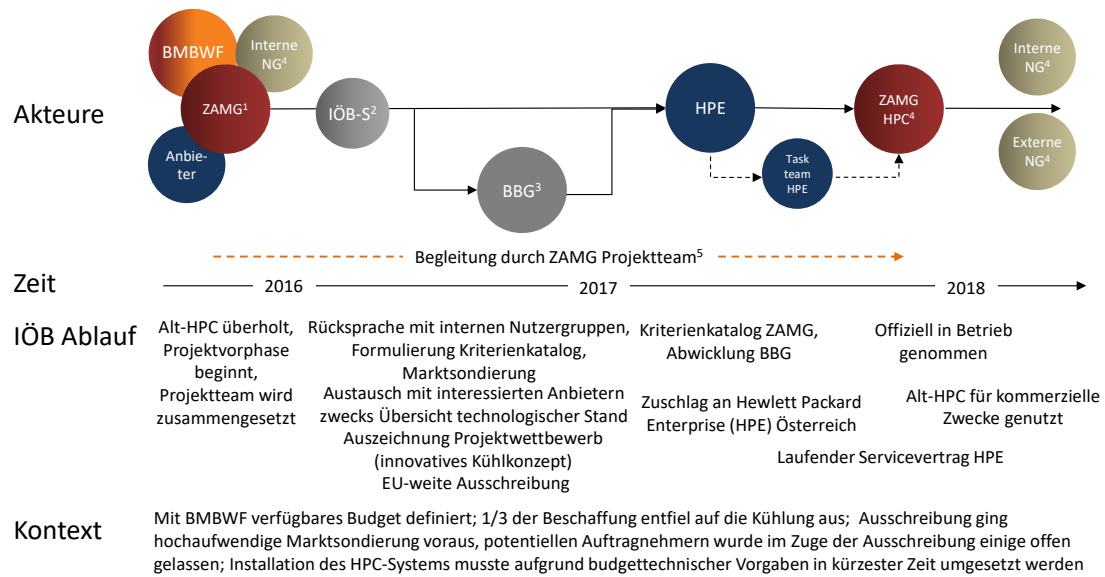 BMBWF
Interne
NG⁴
ZAMG¹
Anbie-
ter
IÖB-S²
BBG³
HPE
Task
team
HPE
ZAMG
HPC⁴
Interne
NG⁴
Externe
NG⁴
Akteure
Begleitung durch ZAMG Projektteam⁵
Zeit
2016
2017
2018
IÖB Ablauf
Alt-HPC überholt,
Projektvorphase
beginnt,
Projektteam wird
zusammengesetzt
Rücksprache mit internen Nutzergruppen,
Formulierung Kriterienkatalog,
Marktsondierung
Austausch mit interessierten Anbietern
zwecks Übersicht technologischer Stand
Auszeichnung Projektwettbewerb
(innovatives Kühlkonzept)
EU-weite Ausschreibung
Kriterienkatalog ZAMG,
Abwicklung BBG
Zuschlag an Hewlett Packard
Enterprise (HPE) Österreich
Offiziell in Betrieb
genommen
Alt-HPC für kommerzielle
Zwecke genutzt
Laufender Servicevertrag HPE
Kontext
Mit BMBWF verfügbares Budget definiert; 1/3 der Beschaffung entfiel auf die Kühlung aus; Ausschreibung ging
hochaufwendige Marktsondierung voraus, potentiellen Auftragnehmern wurde im Zuge der Ausschreibung einige offen
gelassen; Installation des HPC-Systems musste aufgrund budgettechnischer Vorgaben in kürzester Zeit umgesetzt werden